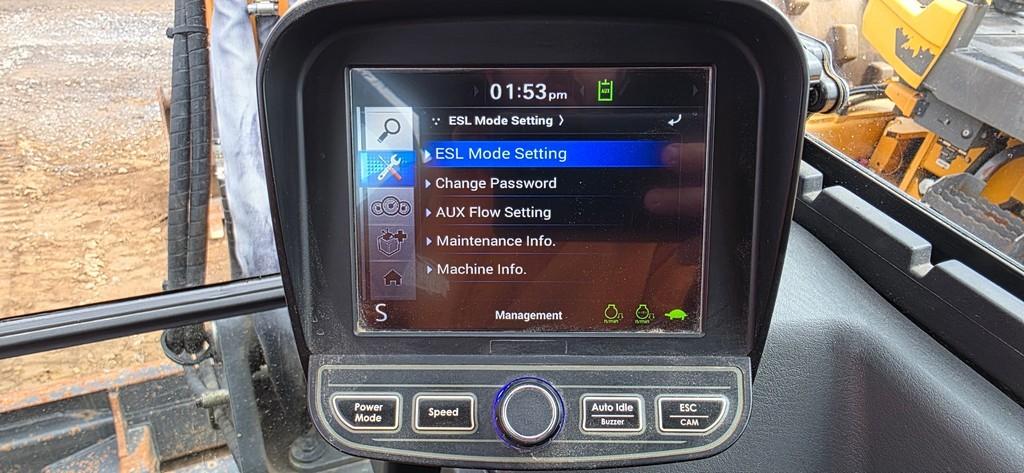 01:53pm
AUX
ESL Mode Setting
ESL Mode Setting
Change Password
AUX Flow Setting
Maintenance Info.
Machine Info.
S
Management
Power
Mode
Speed
Auto Idle
Buzzer
ESC
CAM